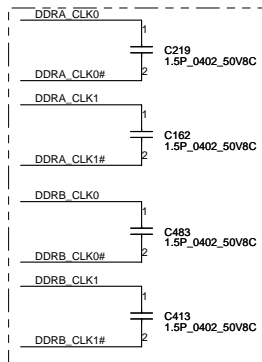 DDRA_CLK0
1
C219
1.5P_0402_50V8C
2
DDRA_CLK0#
DDRA_CLK1
1
C162
1.5P_0402_50V8C
2
DDRA_CLK1#
DDRB_CLK0
1
C483
1.5P_0402_50V8C
2
DDRB_CLK0#
DDRB_CLK1
1
C413
1.5P_0402_50V8C
2
DDRB_CLK1#